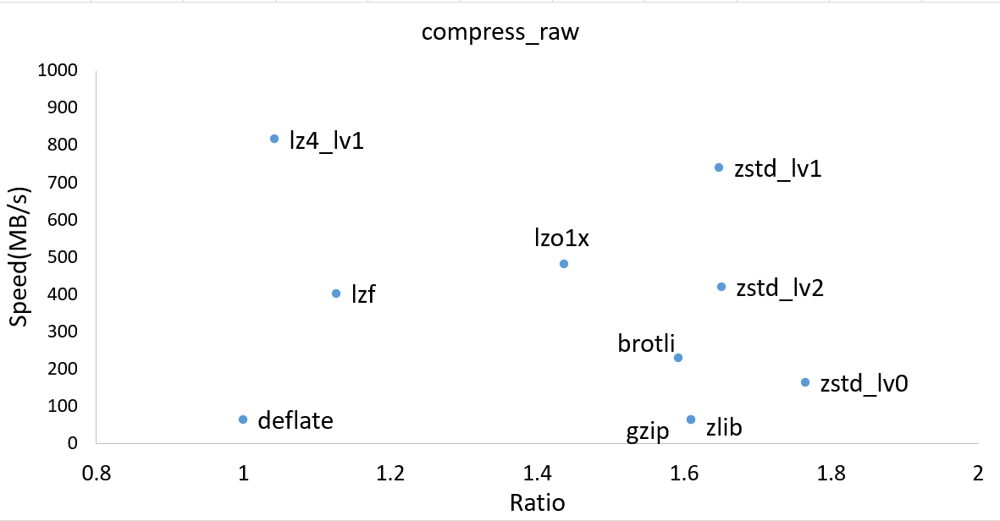 compress_raw
1000
900
800
700
600
500
400
300
200
100
0
Speed(MB/s)
lz4_lv1
zstd_lv1
lzo1x
lzf
zstd_lv2
brotli
zstd_lv0
deflate
gzip
zlib
0.8 1 1.2 1.4 1.6 1.8 2
Ratio